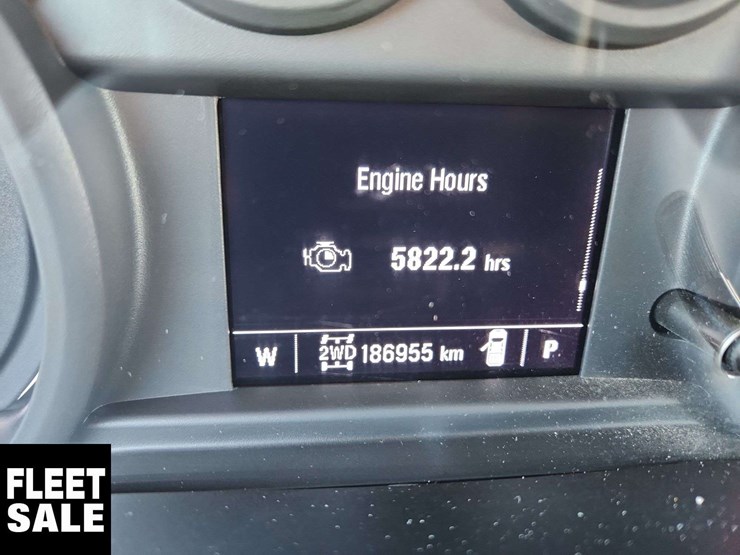 Engine Hours
5822.2 hrs
W 2WD 186955 km P
FLEET
SALE